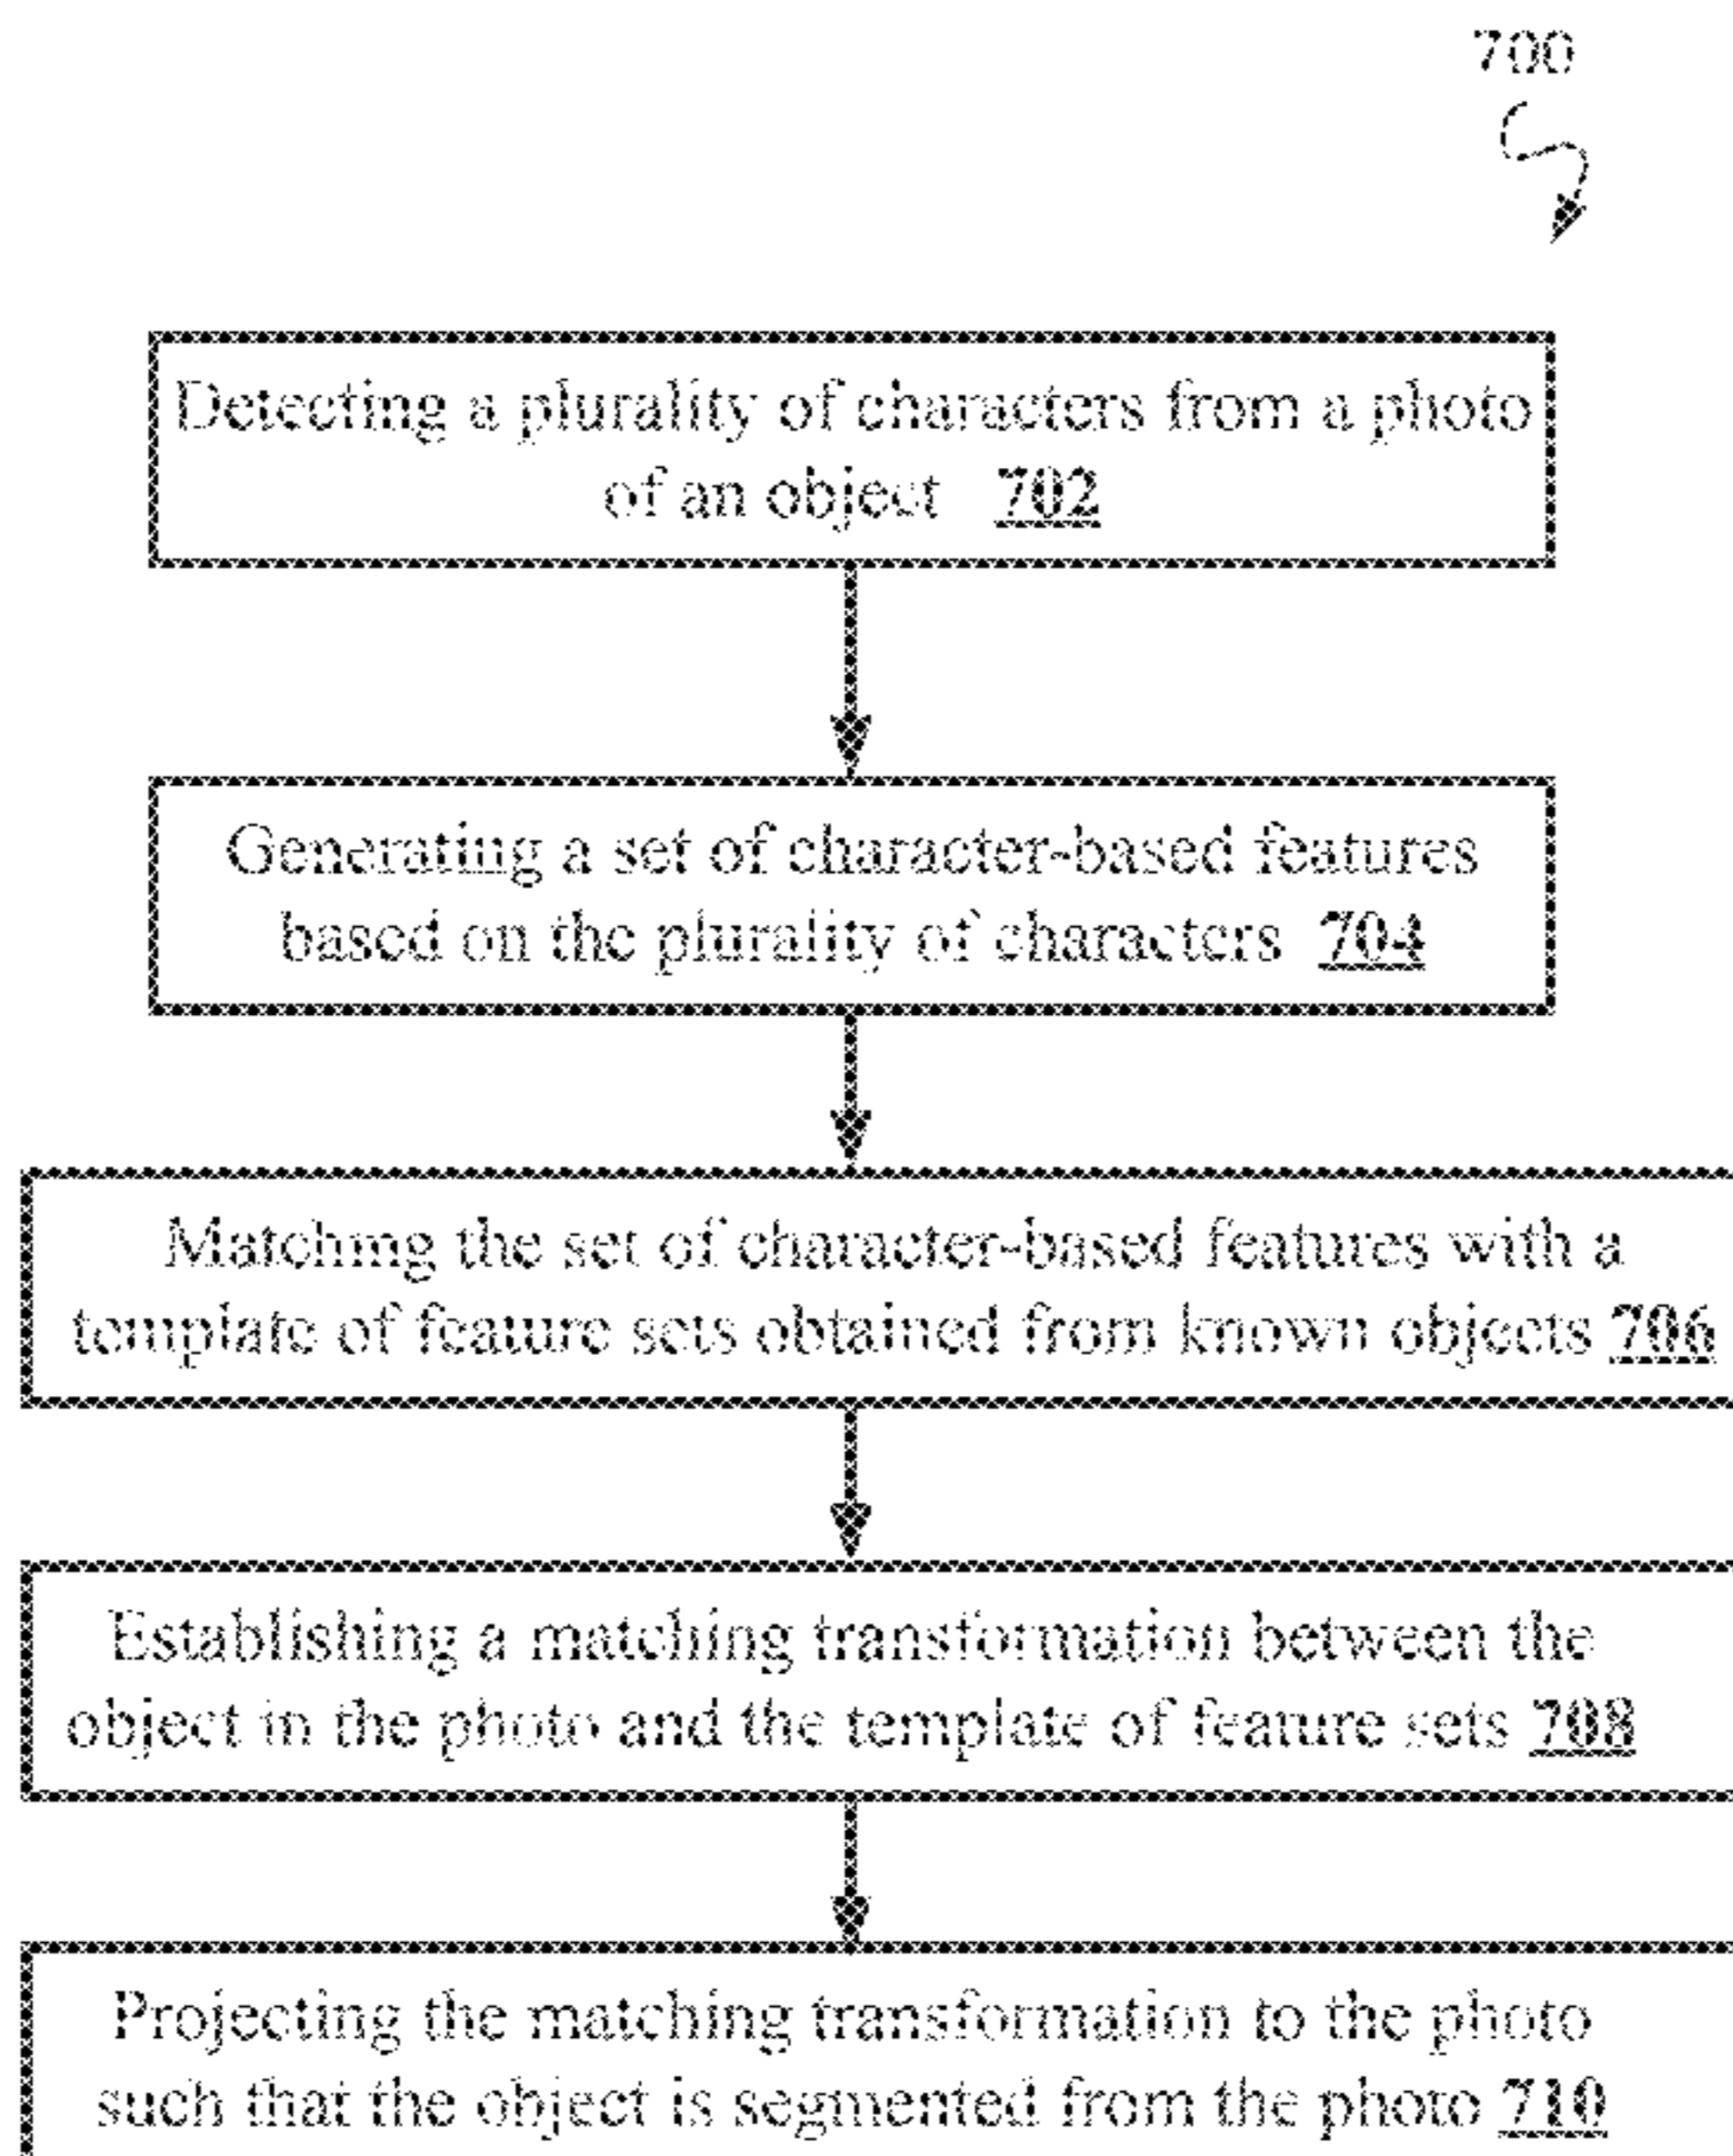 700
Detecting a plurality of characters from a photo
of an object 702
Generating a set of character-based features
based on the plurality of characters 704
Matching the set of character-based features with a
template of feature sets obtained from known objects 706
Establishing a matching transformation between the
object in the photo and the template of feature sets 708
Projecting the matching transformation to the photo
such that the object is segmented from the photo 710